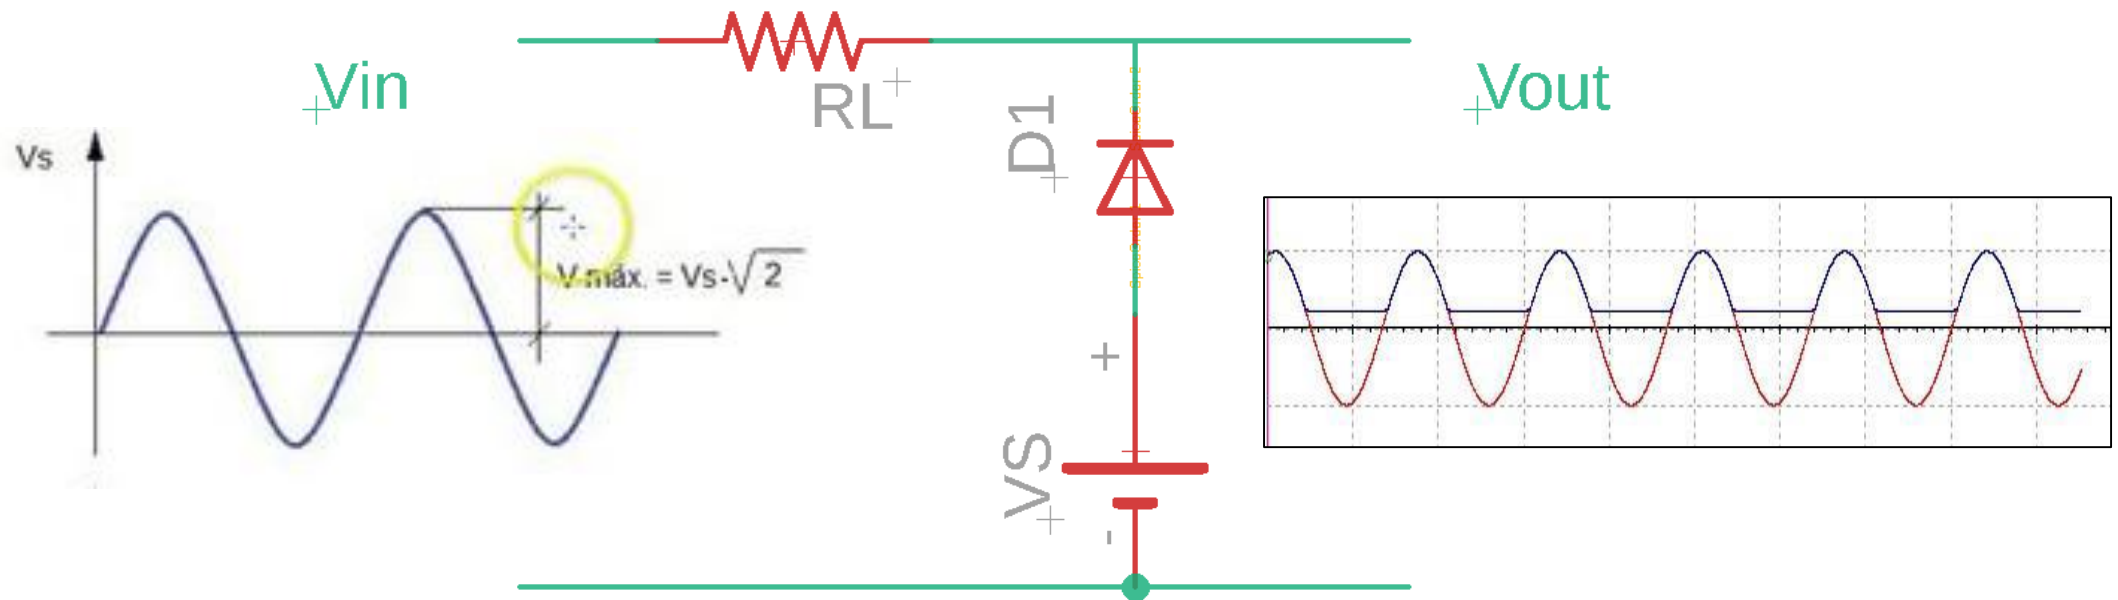 Vin
RL
Vout
D1
Vs
V máx. = Vs·√2
+
VS
-